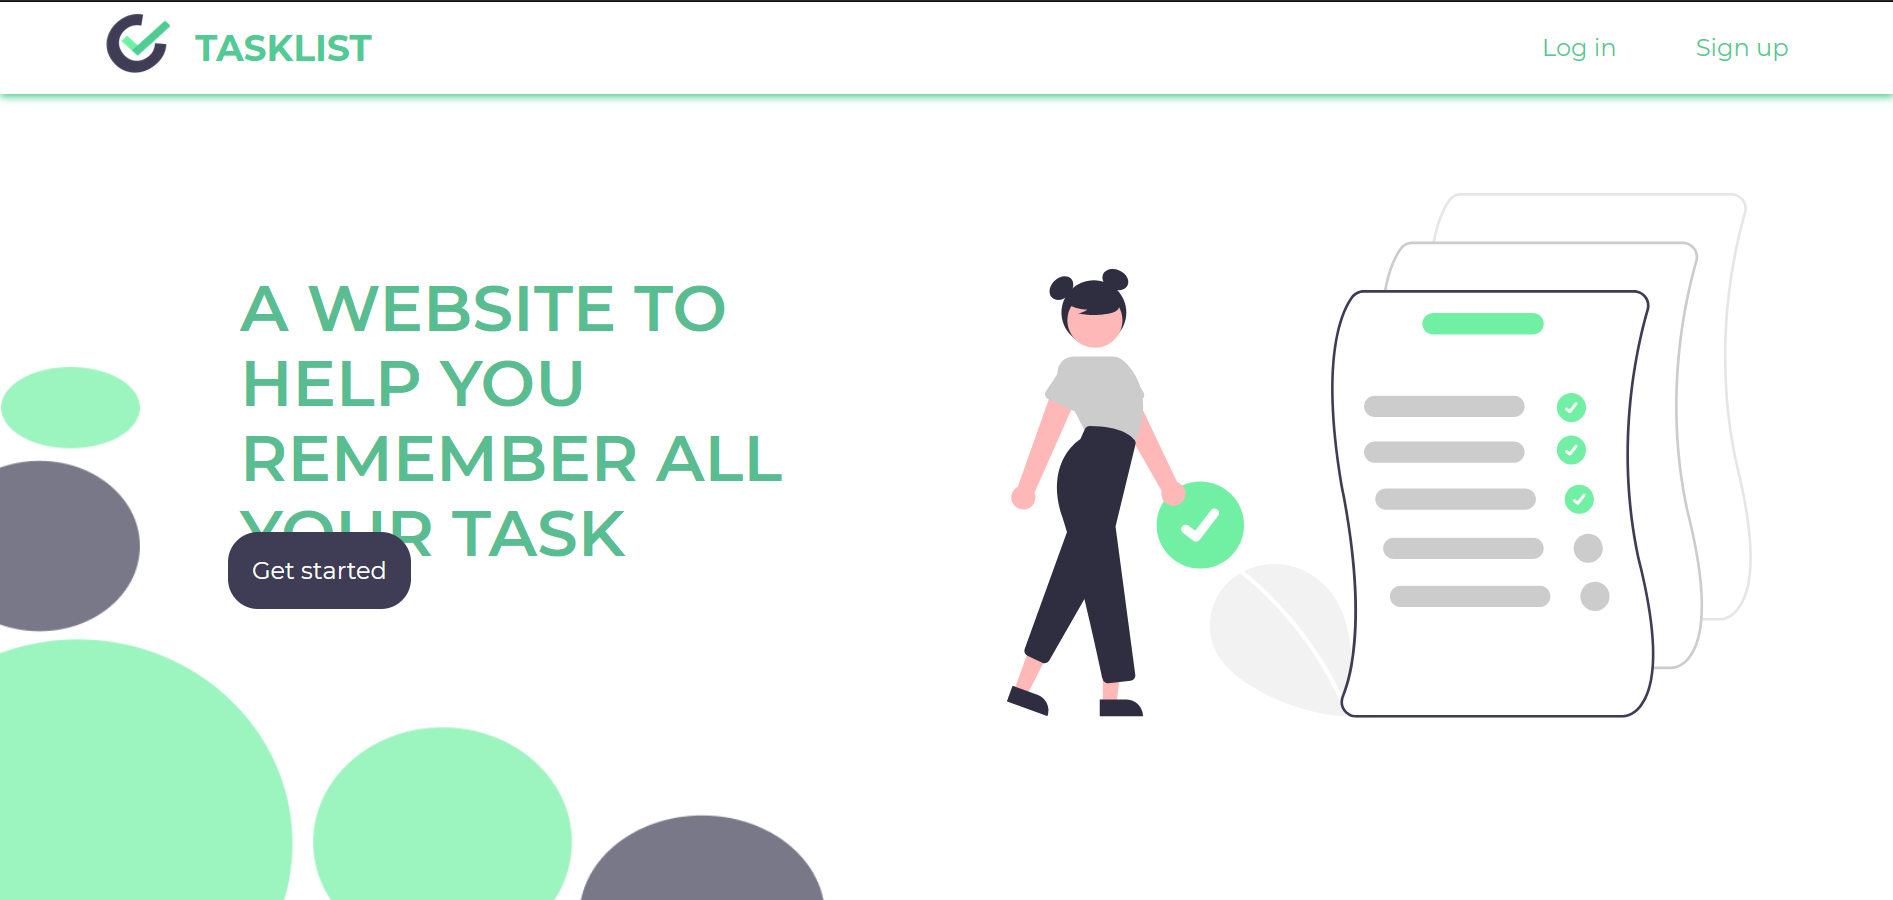 TASKLIST
Log in
Sign up
A WEBSITE TO
HELP YOU
REMEMBER ALL
YOUR TASK
Get started